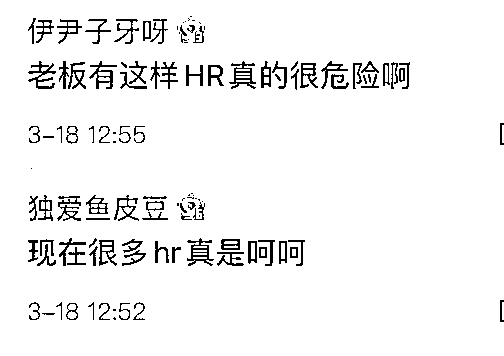 伊尹子牙呀
老板有这样HR真的很危险啊
3-18 12:55
独爱鱼皮豆
现在很多hr真是呵呵
3-18 12:52